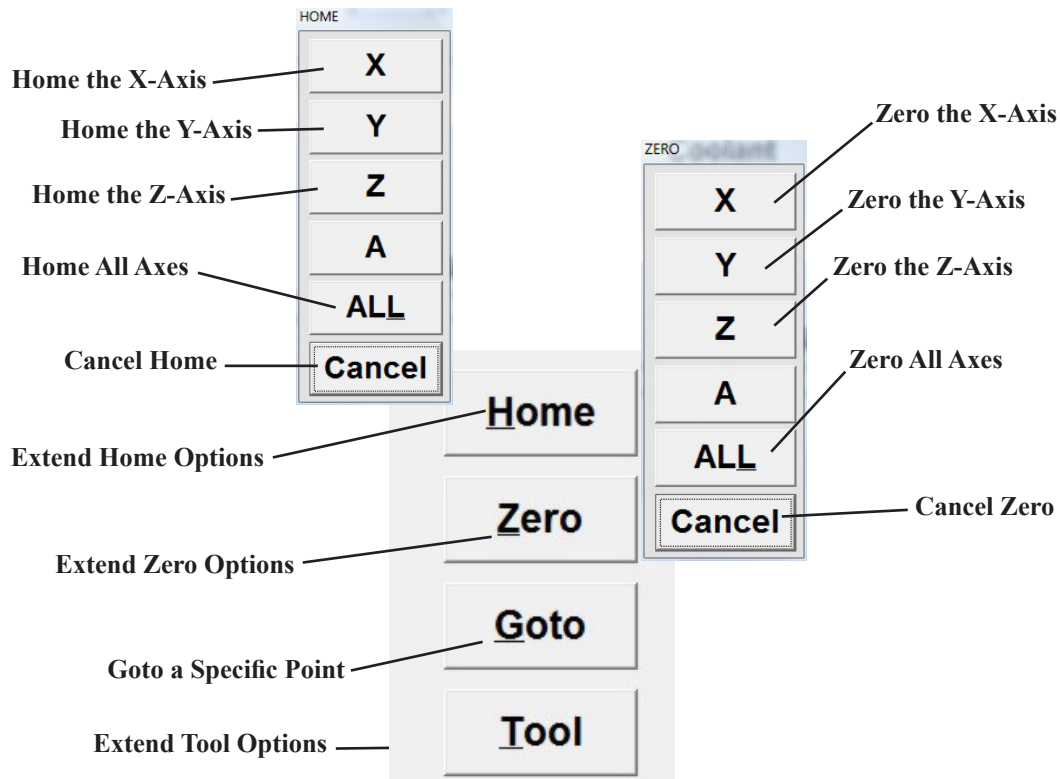 HOME
X
Home the X-Axis
Y
Home the Y-Axis
Z
Home the Z-Axis
A
ALL
Home All Axes
Cancel
Cancel Home
ZERO
Coolant
X
Zero the X-Axis
Y
Zero the Y-Axis
Z
Zero the Z-Axis
A
ALL
Zero All Axes
Cancel
Cancel Zero
Home
Extend Home Options
Zero
Extend Zero Options
Goto
Goto a Specific Point
Tool
Extend Tool Options